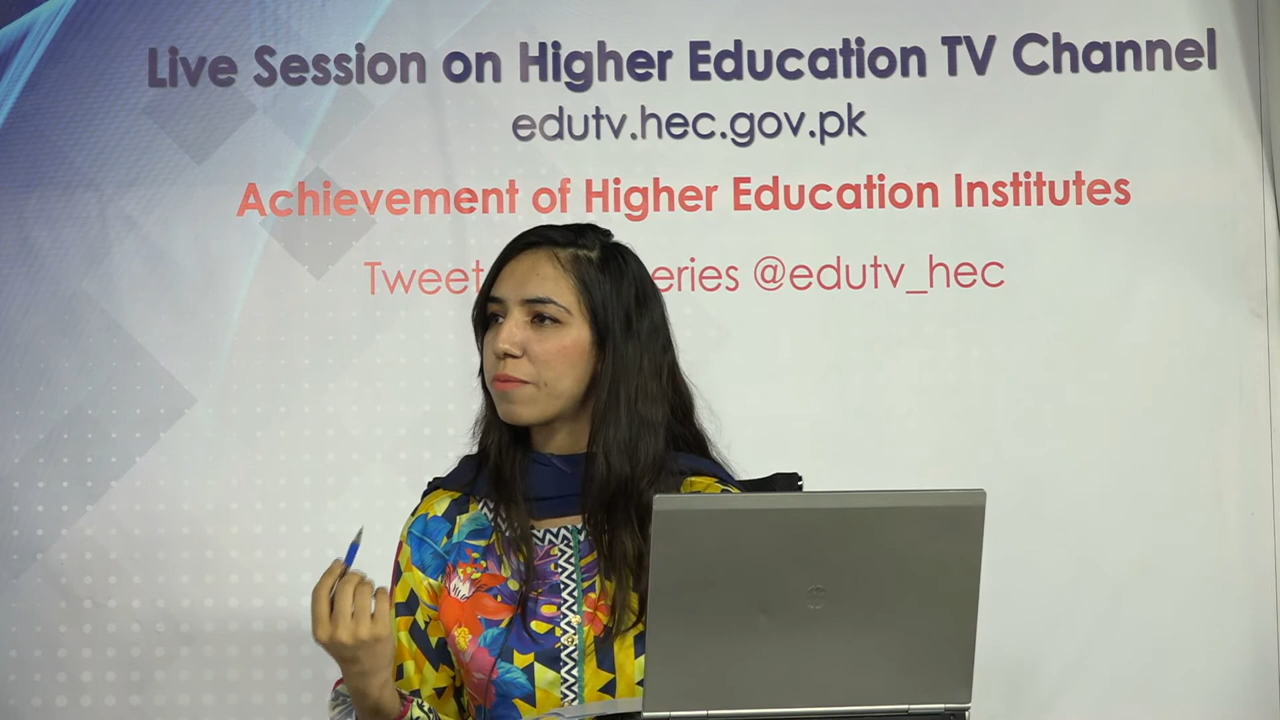 Live Session on Higher Education TV Channel
edutv.hec.gov.pk
Achievement of Higher Education Institutes
Tweet eries @edutv_hec
hp